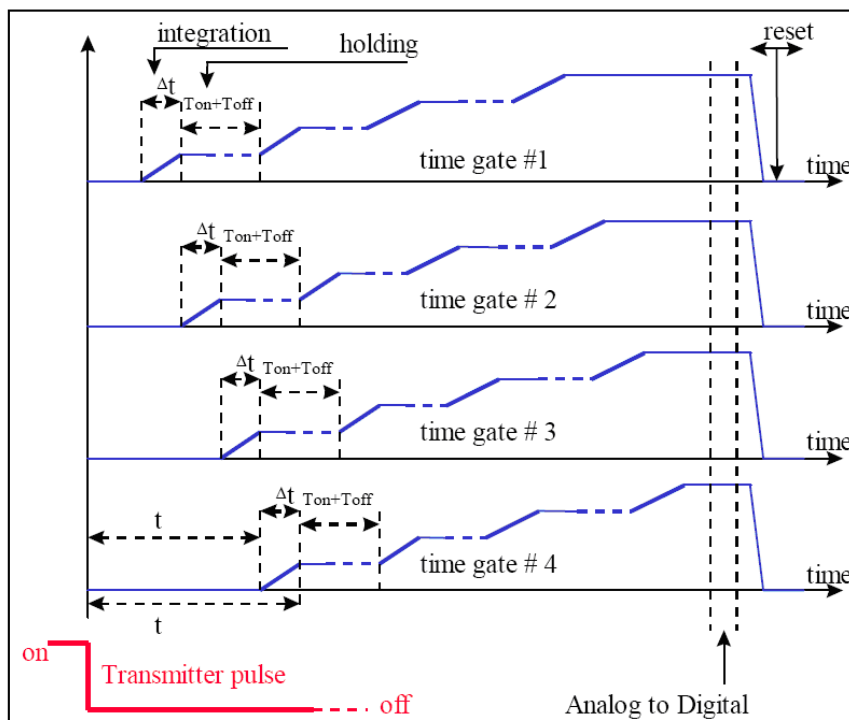 integration
reset
holding
Δt
Ton+Toff
time gate #1
time
Δt
Ton+Toff
time gate # 2
time
Δt
Ton+Toff
time gate # 3
time
Δt
Ton+Toff
t
time gate # 4
time
t
on
Transmitter pulse
off
Analog to Digital